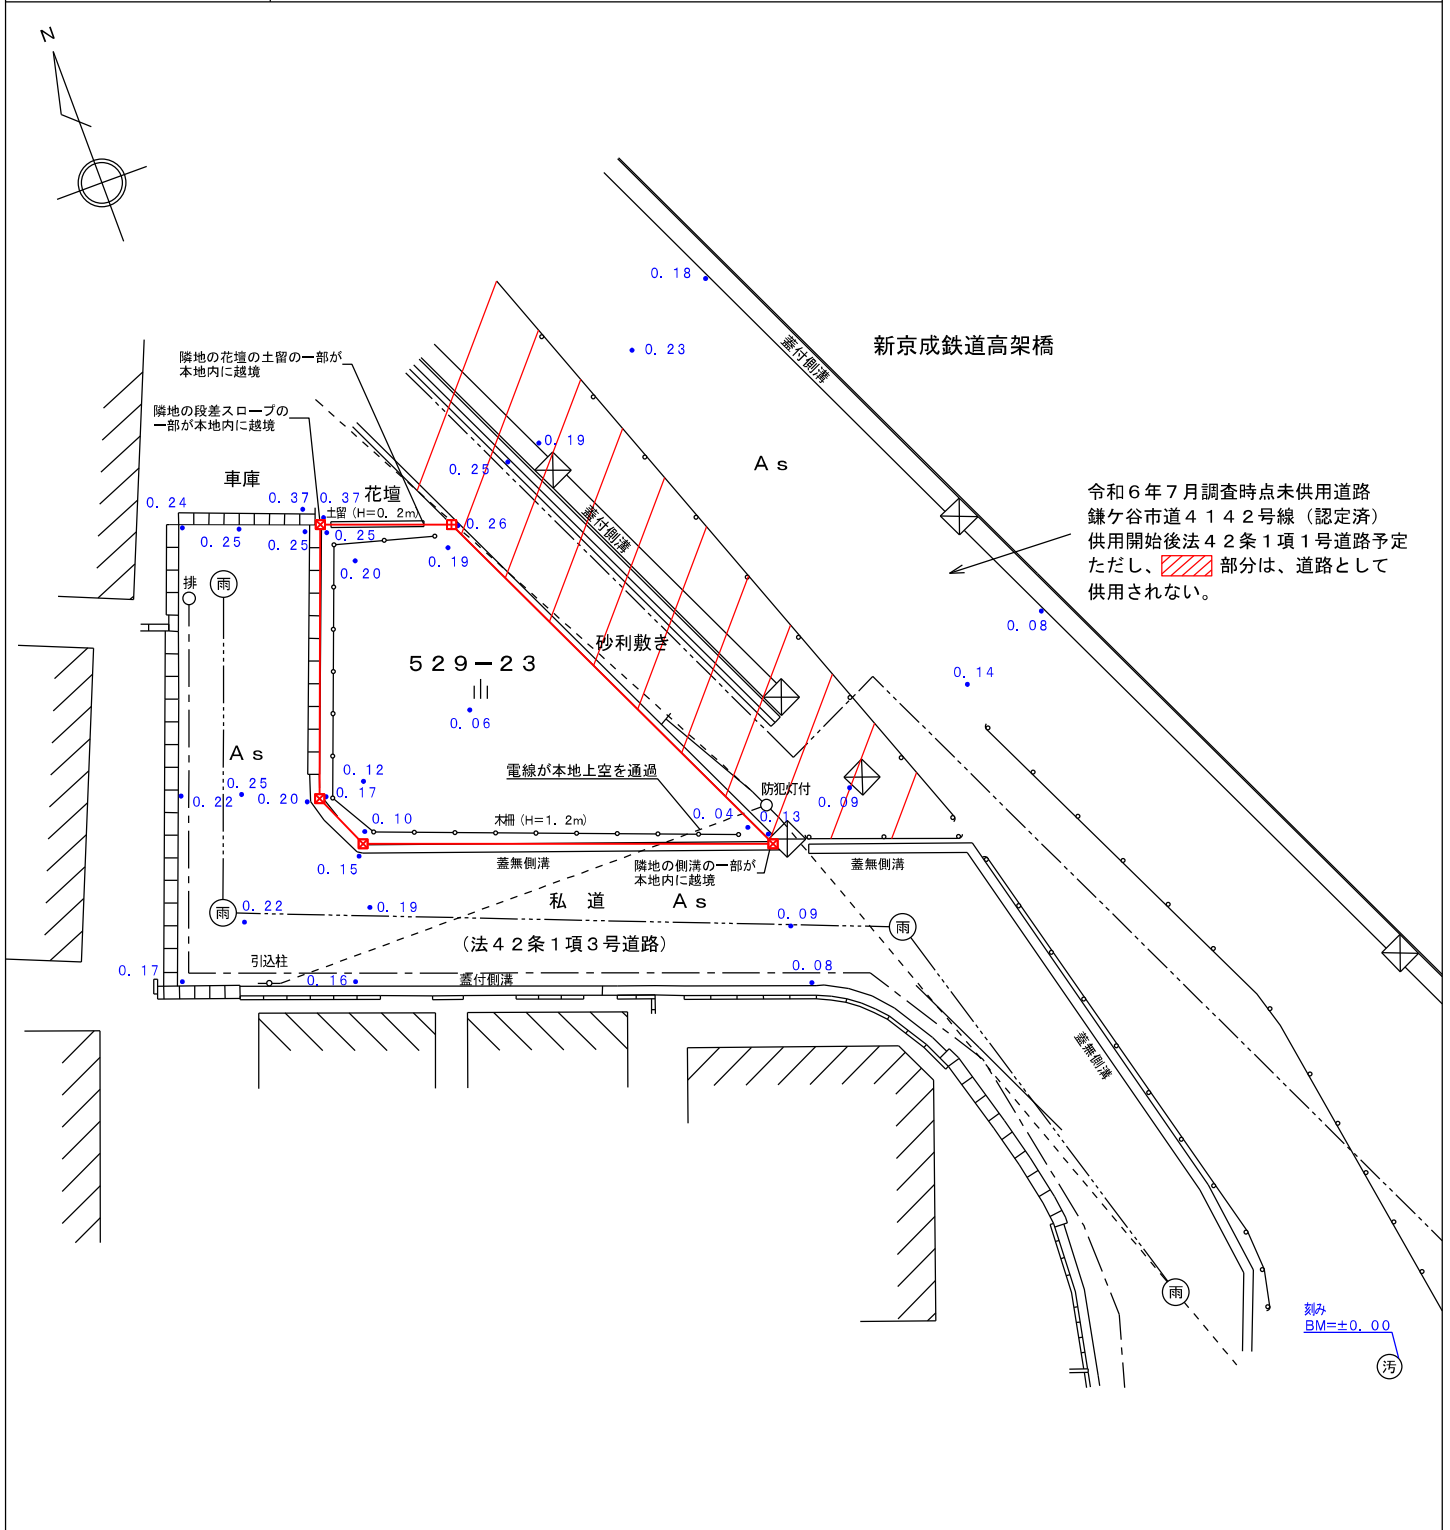 N
0.18
0.23
新京成鉄道高架橋
蓋付側溝
隣地の花壇の土留の一部が
本地内に越境
隣地の段差スロープの
一部が本地内に越境
車庫
花壇
0.24
0.37
0.37
土留(H=0.2m)
0.25
0.25
0.25
0.26
0.19
0.20
0.25
0.19
蓋付側溝
As
令和6年7月調査時点未供用道路
鎌ケ谷市道4142号線(認定済)
供用開始後法42条1項1号道路予定
ただし、部分は、道路として
供用されない。
0.08
0.14
排
雨
529-23
砂利敷き
0.06
As
0.25
0.22
0.20
0.12
0.17
0.10
電線が本地上空を通過
防犯灯付
0.04
0.13
0.09
木柵(H=1.2m)
0.15
蓋無側溝
隣地の側溝の一部が
本地内に越境
蓋無側溝
私道
As
雨
0.22
0.19
0.09
雨
(法42条1項3号道路)
0.17
引込柱
0.16
蓋付側溝
0.08
蓋無側溝
雨
刻み
BM=±0.00
汚